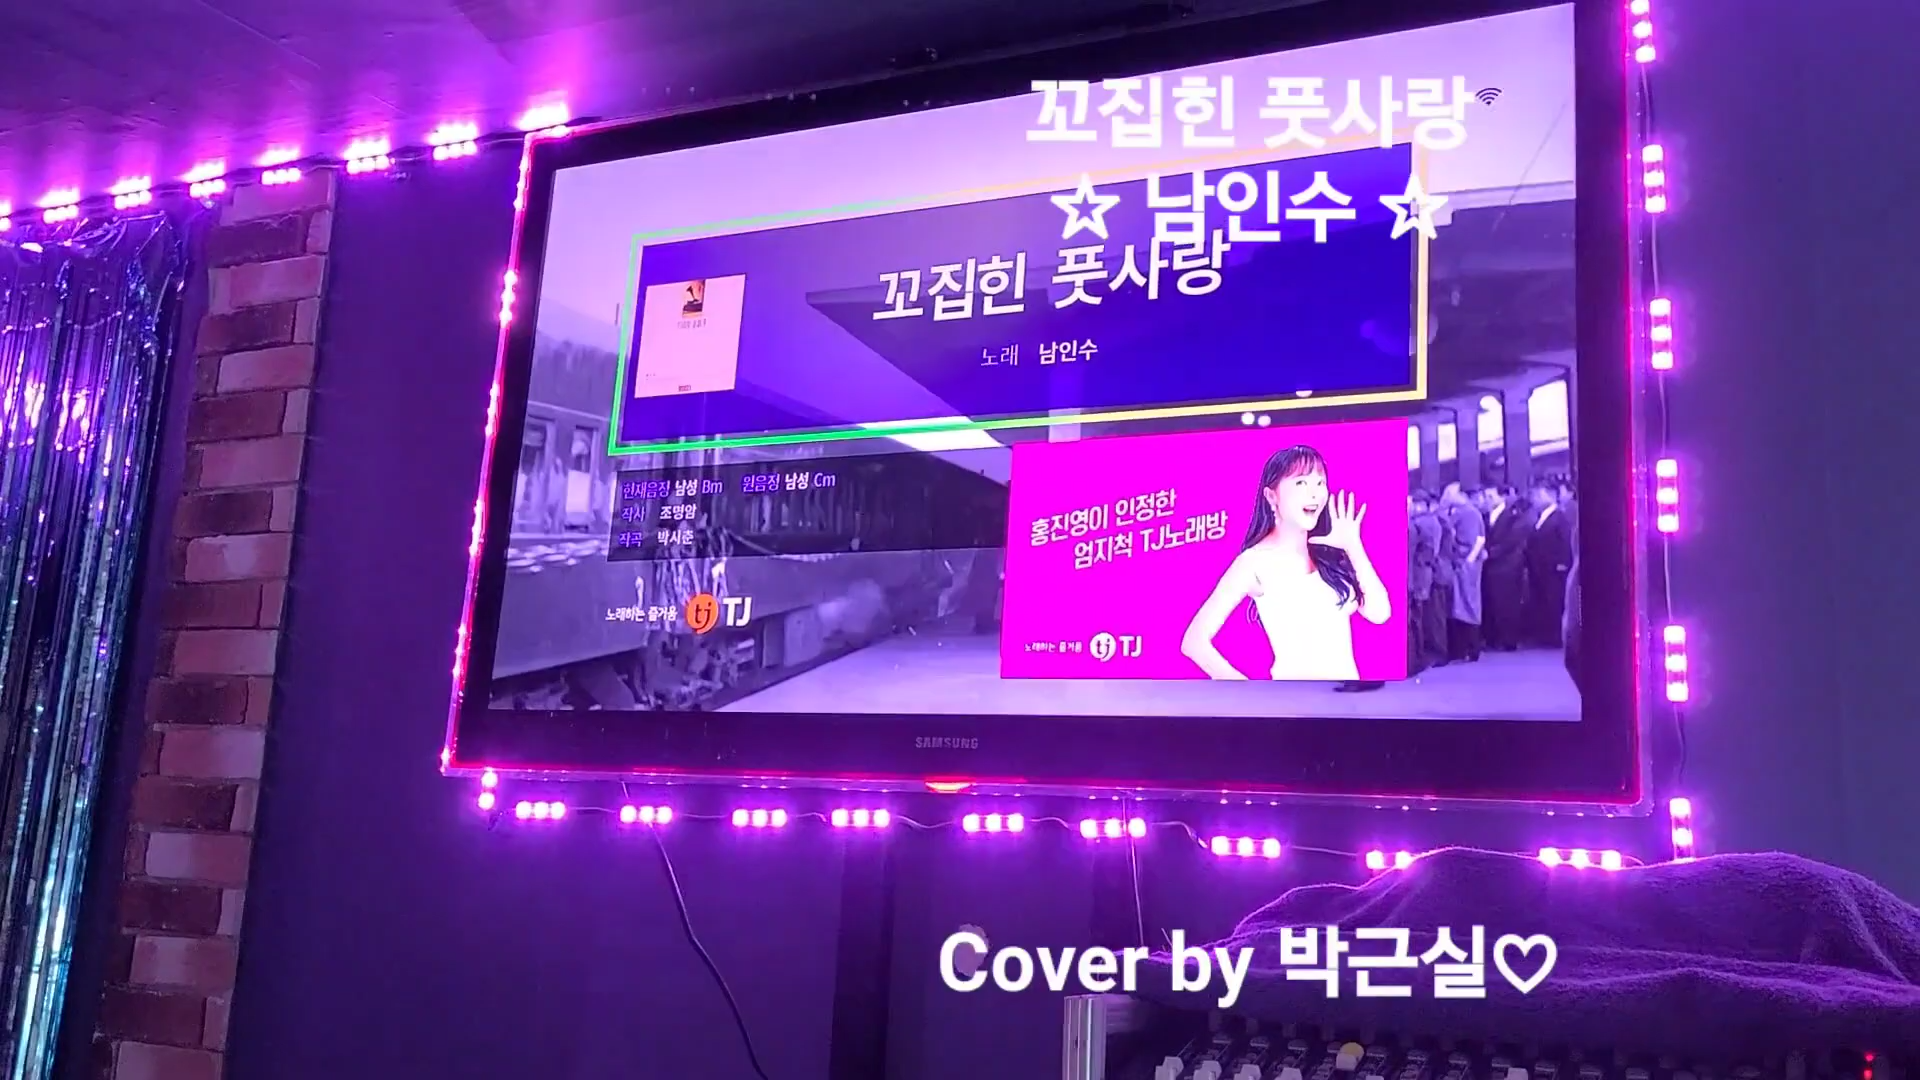 꼬집힌 풋사랑
☆ 남인수 ☆
꼬집힌 풋사랑
노래 남인수
현재음정 남성 Bm 원음정 남성 Cm
작사 조명암
작곡 박시춘
노래하는 즐거움 tj TJ
홍진영이 인정한
엄지척 TJ노래방
노래하는 즐거움 tj TJ
SAMSUNG
Cover by 박근실♡